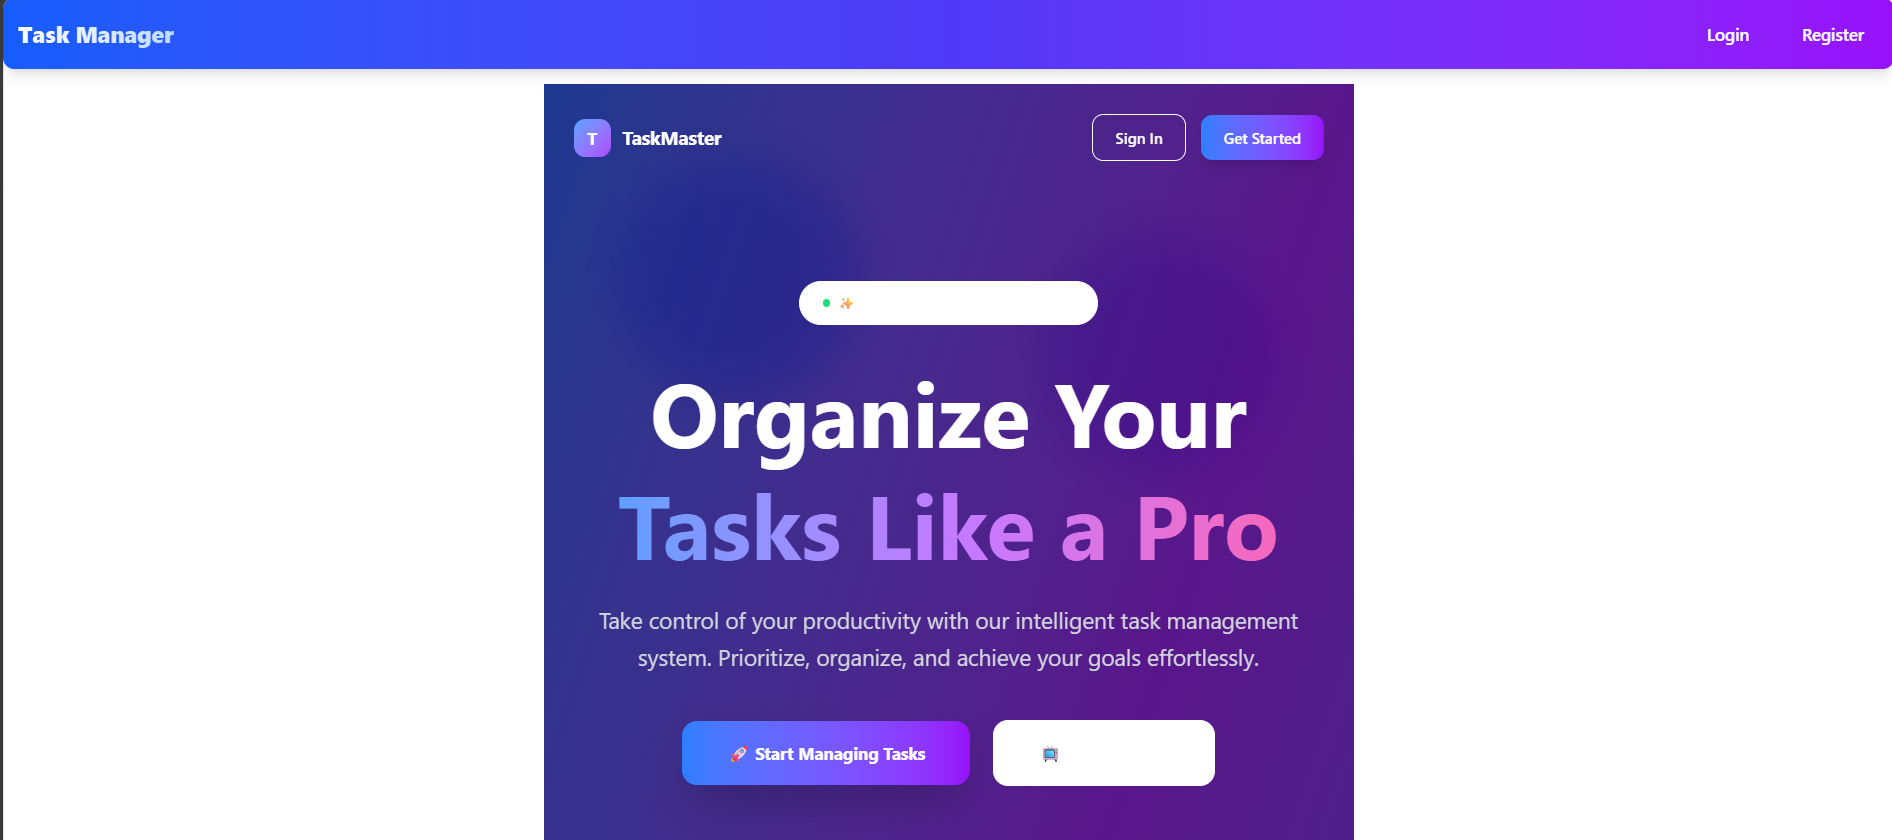 Task Manager
Login
Register
T
TaskMaster
Sign In
Get Started
✨
Organize Your
Tasks Like a Pro
Take control of your productivity with our intelligent task management
system. Prioritize, organize, and achieve your goals effortlessly.
🚀 Start Managing Tasks
📺